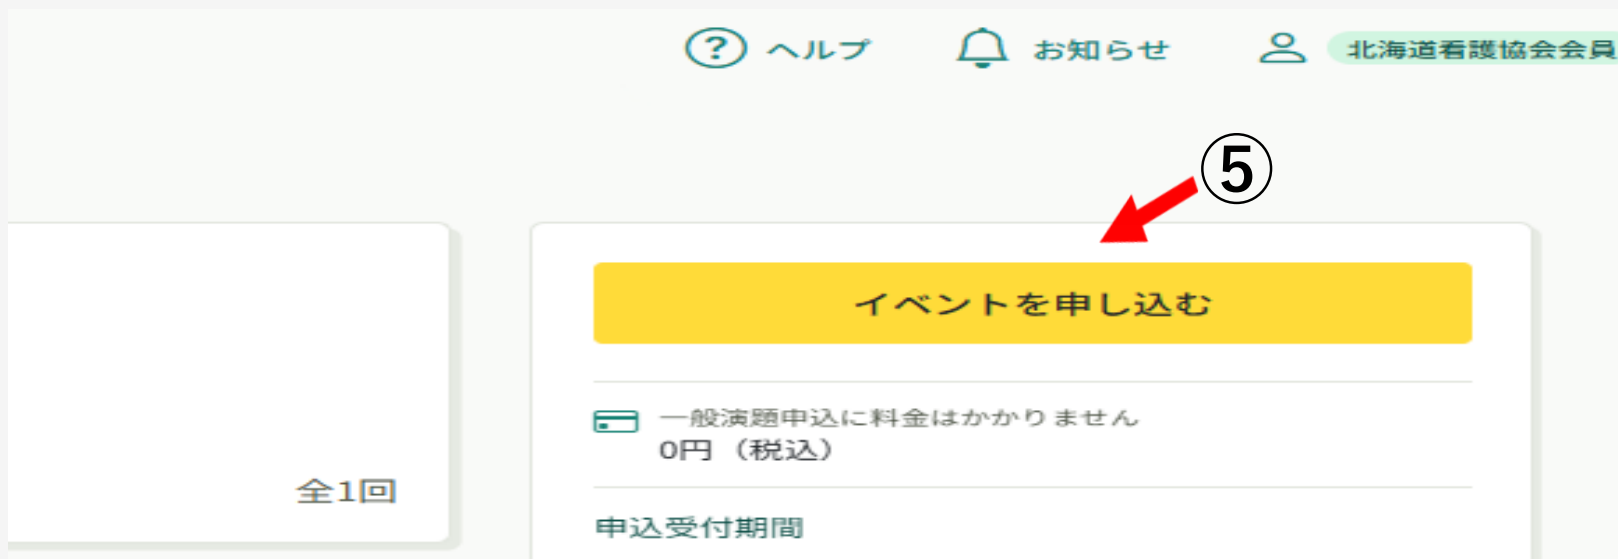 ヘルプ お知らせ 北海道看護協会会員
⑤
イベントを申し込む
一般演題申込に料金はかかりません
0円（税込）
全1回
申込受付期間